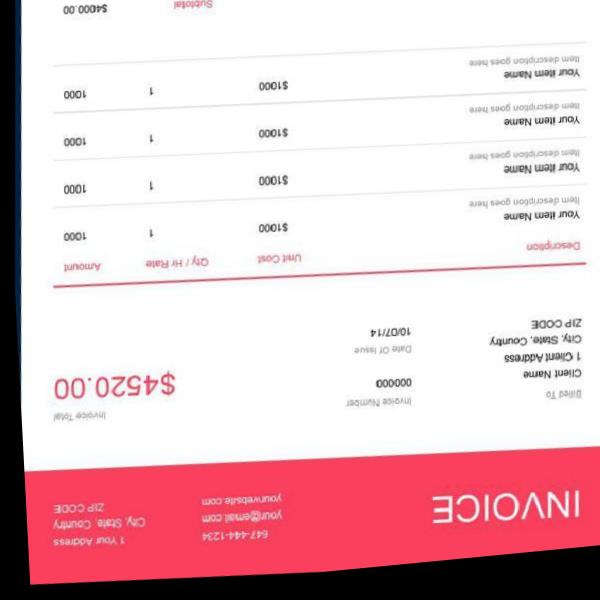 INVOICE
647-444-1234
your@email.com
yourwebsite.com
1 Your Address
City, State, Country
ZIP CODE
Billed To
Client Name
1 Client Address
City, State, Country
ZIP CODE
Invoice Number
000000
Date Of Issue
10/07/14
Invoice Total
$4520.00
Description Unit Cost Qty / Hr Rate Amount
Your item Name $1000 1 1000
Item description goes here
Your item Name $1000 1 1000
Item description goes here
Your item Name $1000 1 1000
Item description goes here
Your item Name $1000 1 1000
Item description goes here
Subtotal $4000.00